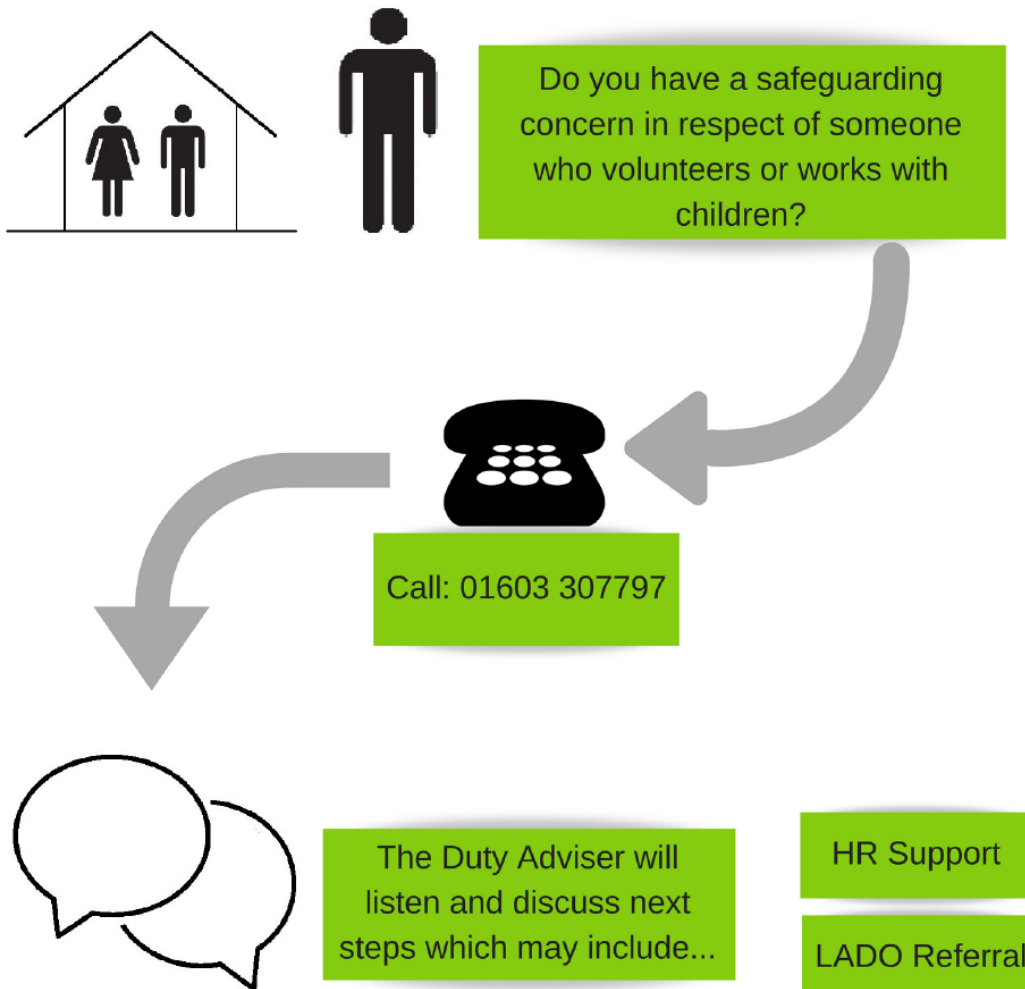 Do you have a safeguarding
concern in respect of someone
who volunteers or works with
children?
Call: 01603 307797
The Duty Adviser will
listen and discuss next
steps which may include...
HR Support
LADO Referral